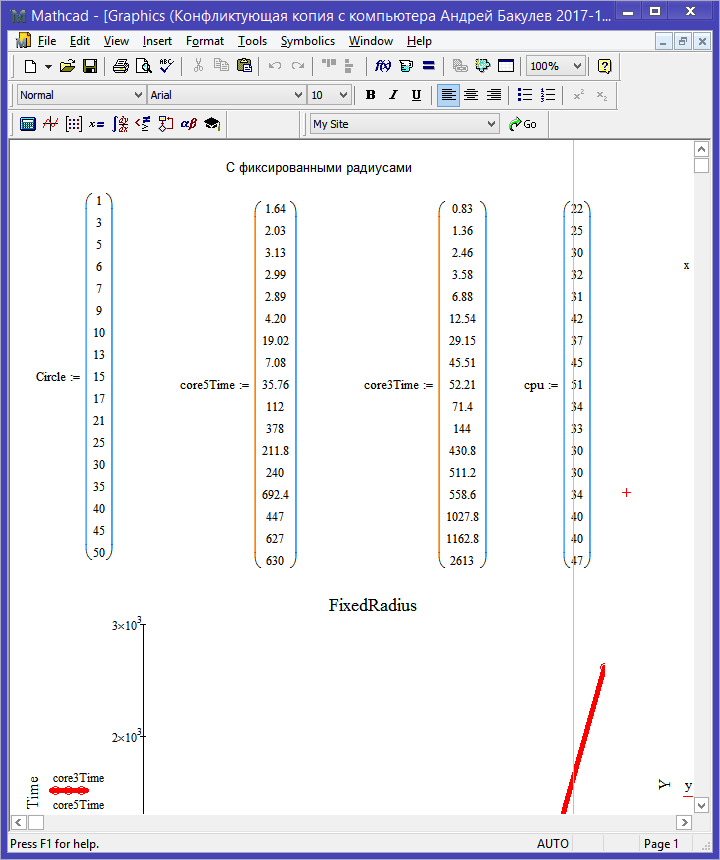 Mathcad - [Graphics (Конфликтующая копия с компьютера Андрей Бакулев 2017-1...
File Edit View Insert Format Tools Symbolics Window Help
100%
Normal Arial 10 B I U
My Site Go
С фиксированными радиусами
1 1.64 0.83 22
3 2.03 1.36 25
5 3.13 2.46 30
6 2.99 3.58 32 x
7 2.89 6.88 31
9 4.20 12.54 42
10 19.02 29.15 37
13 7.08 45.51 45
Circle := 15 core5Time := 35.76 core3Time := 52.21 cpu := 51
17 112 71.4 34
21 378 144 33
25 211.8 430.8 30
30 240 511.2 30
35 692.4 558.6 34
40 447 1027.8 40
45 627 1162.8 40
50 630 2613 47
FixedRadius
3×10³
2×10³
Time
core3Time
core5Time
Y
y
Press F1 for help. AUTO Page 1